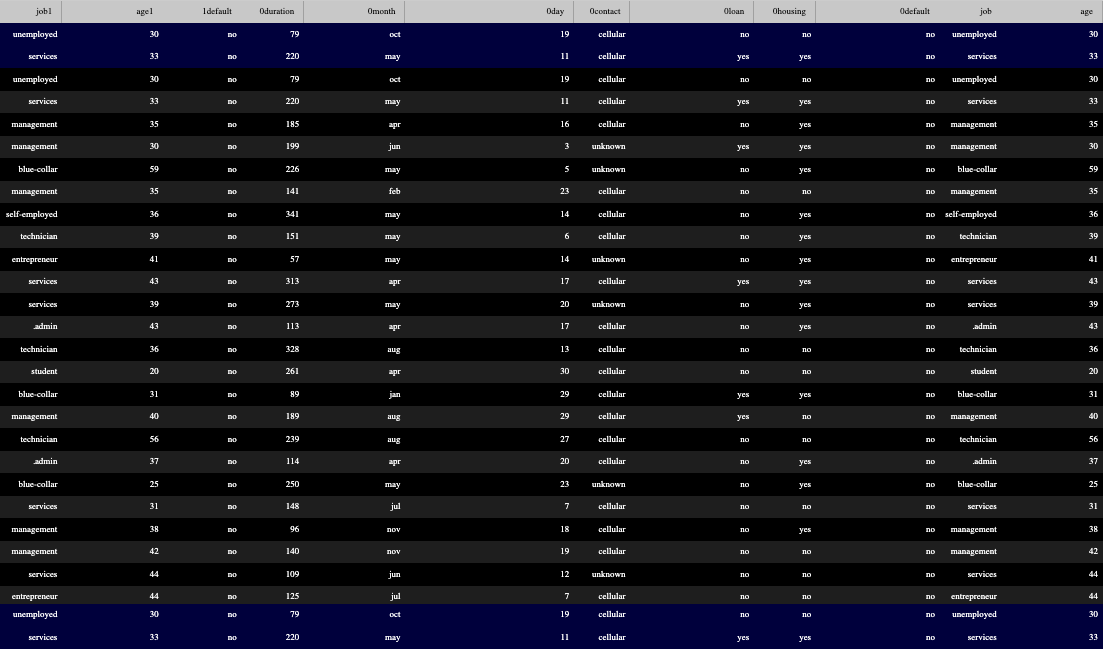 job1 age1 1default 0duration 0month 0day 0contact 0loan 0housing 0default job age
unemployed 30 no 79 oct 19 cellular no no no unemployed 30
services 33 no 220 may 11 cellular yes yes no services 33
unemployed 30 no 79 oct 19 cellular no no no unemployed 30
services 33 no 220 may 11 cellular yes yes no services 33
management 35 no 185 apr 16 cellular no yes no management 35
management 30 no 199 jun 3 unknown yes yes no management 30
blue-collar 59 no 226 may 5 unknown no yes no blue-collar 59
management 35 no 141 feb 23 cellular no no no management 35
self-employed 36 no 341 may 14 cellular no yes no self-employed 36
technician 39 no 151 may 6 cellular no yes no technician 39
entrepreneur 41 no 57 may 14 unknown no yes no entrepreneur 41
services 43 no 313 apr 17 cellular yes yes no services 43
services 39 no 273 may 20 unknown no yes no services 39
.admin 43 no 113 apr 17 cellular no yes no .admin 43
technician 36 no 328 aug 13 cellular no no no technician 36
student 20 no 261 apr 30 cellular no no no student 20
blue-collar 31 no 89 jan 29 cellular yes yes no blue-collar 31
management 40 no 189 aug 29 cellular yes no no management 40
technician 56 no 239 aug 27 cellular no no no technician 56
.admin 37 no 114 apr 20 cellular no yes no .admin 37
blue-collar 25 no 250 may 23 unknown no yes no blue-collar 25
services 31 no 148 jul 7 cellular no no no services 31
management 38 no 96 nov 18 cellular no yes no management 38
management 42 no 140 nov 19 cellular no no no management 42
services 44 no 109 jun 12 unknown no no no services 44
entrepreneur 44 no 125 jul 7 cellular no no no entrepreneur 44
unemployed 30 no 79 oct 19 cellular no no no unemployed 30
services 33 no 220 may 11 cellular yes yes no services 33